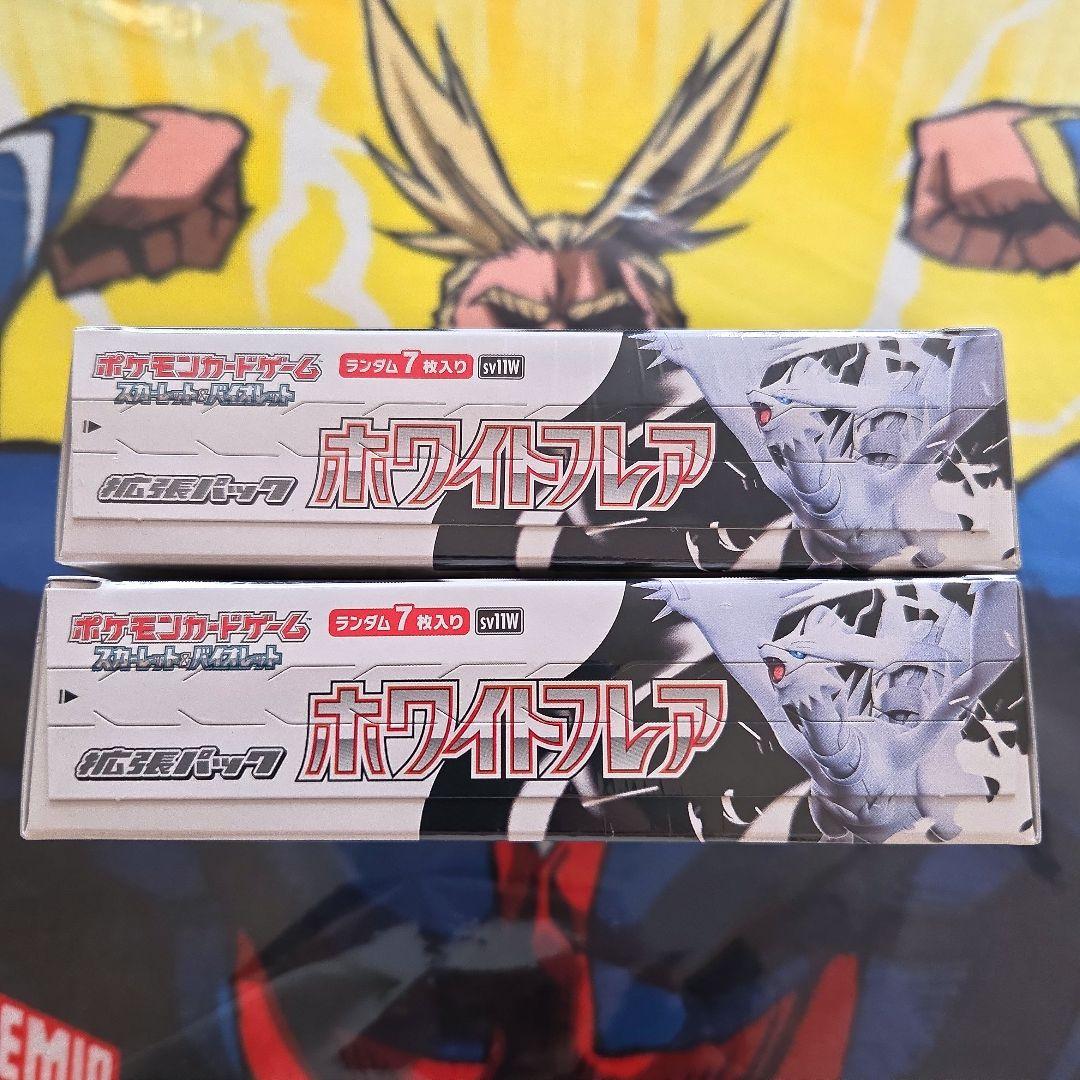 ポケモンカードゲーム
スカーレット&バイオレット
ランダム7枚入り
sv11W
拡張パック
ホワイトフレア
ポケモンカードゲーム
スカーレット&バイオレット
ランダム7枚入り
sv11W
拡張パック
ホワイトフレア